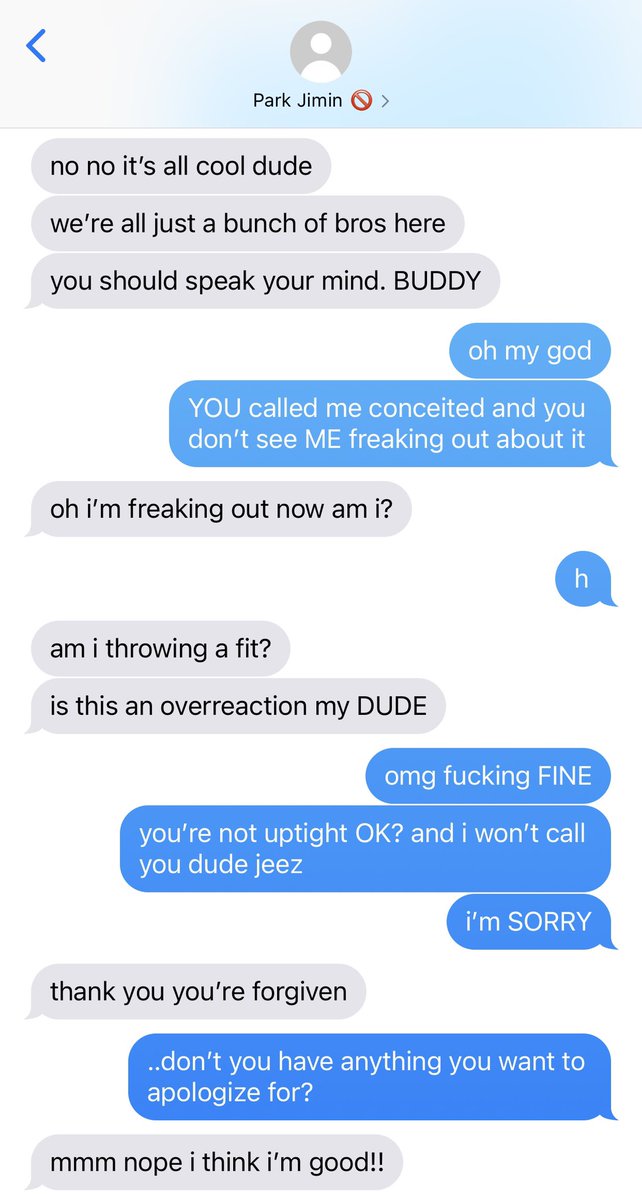 Park Jimin 🚫
no no it’s all cool dude
we’re all just a bunch of bros here
you should speak your mind. BUDDY
oh my god
YOU called me conceited and you
don’t see ME freaking out about it
oh i’m freaking out now am i?
h
am i throwing a fit?
is this an overreaction my DUDE
omg fucking FINE
you’re not uptight OK? and i won’t call
you dude jeez
i’m SORRY
thank you you’re forgiven
..don’t you have anything you want to
apologize for?
mmm nope i think i’m good!!